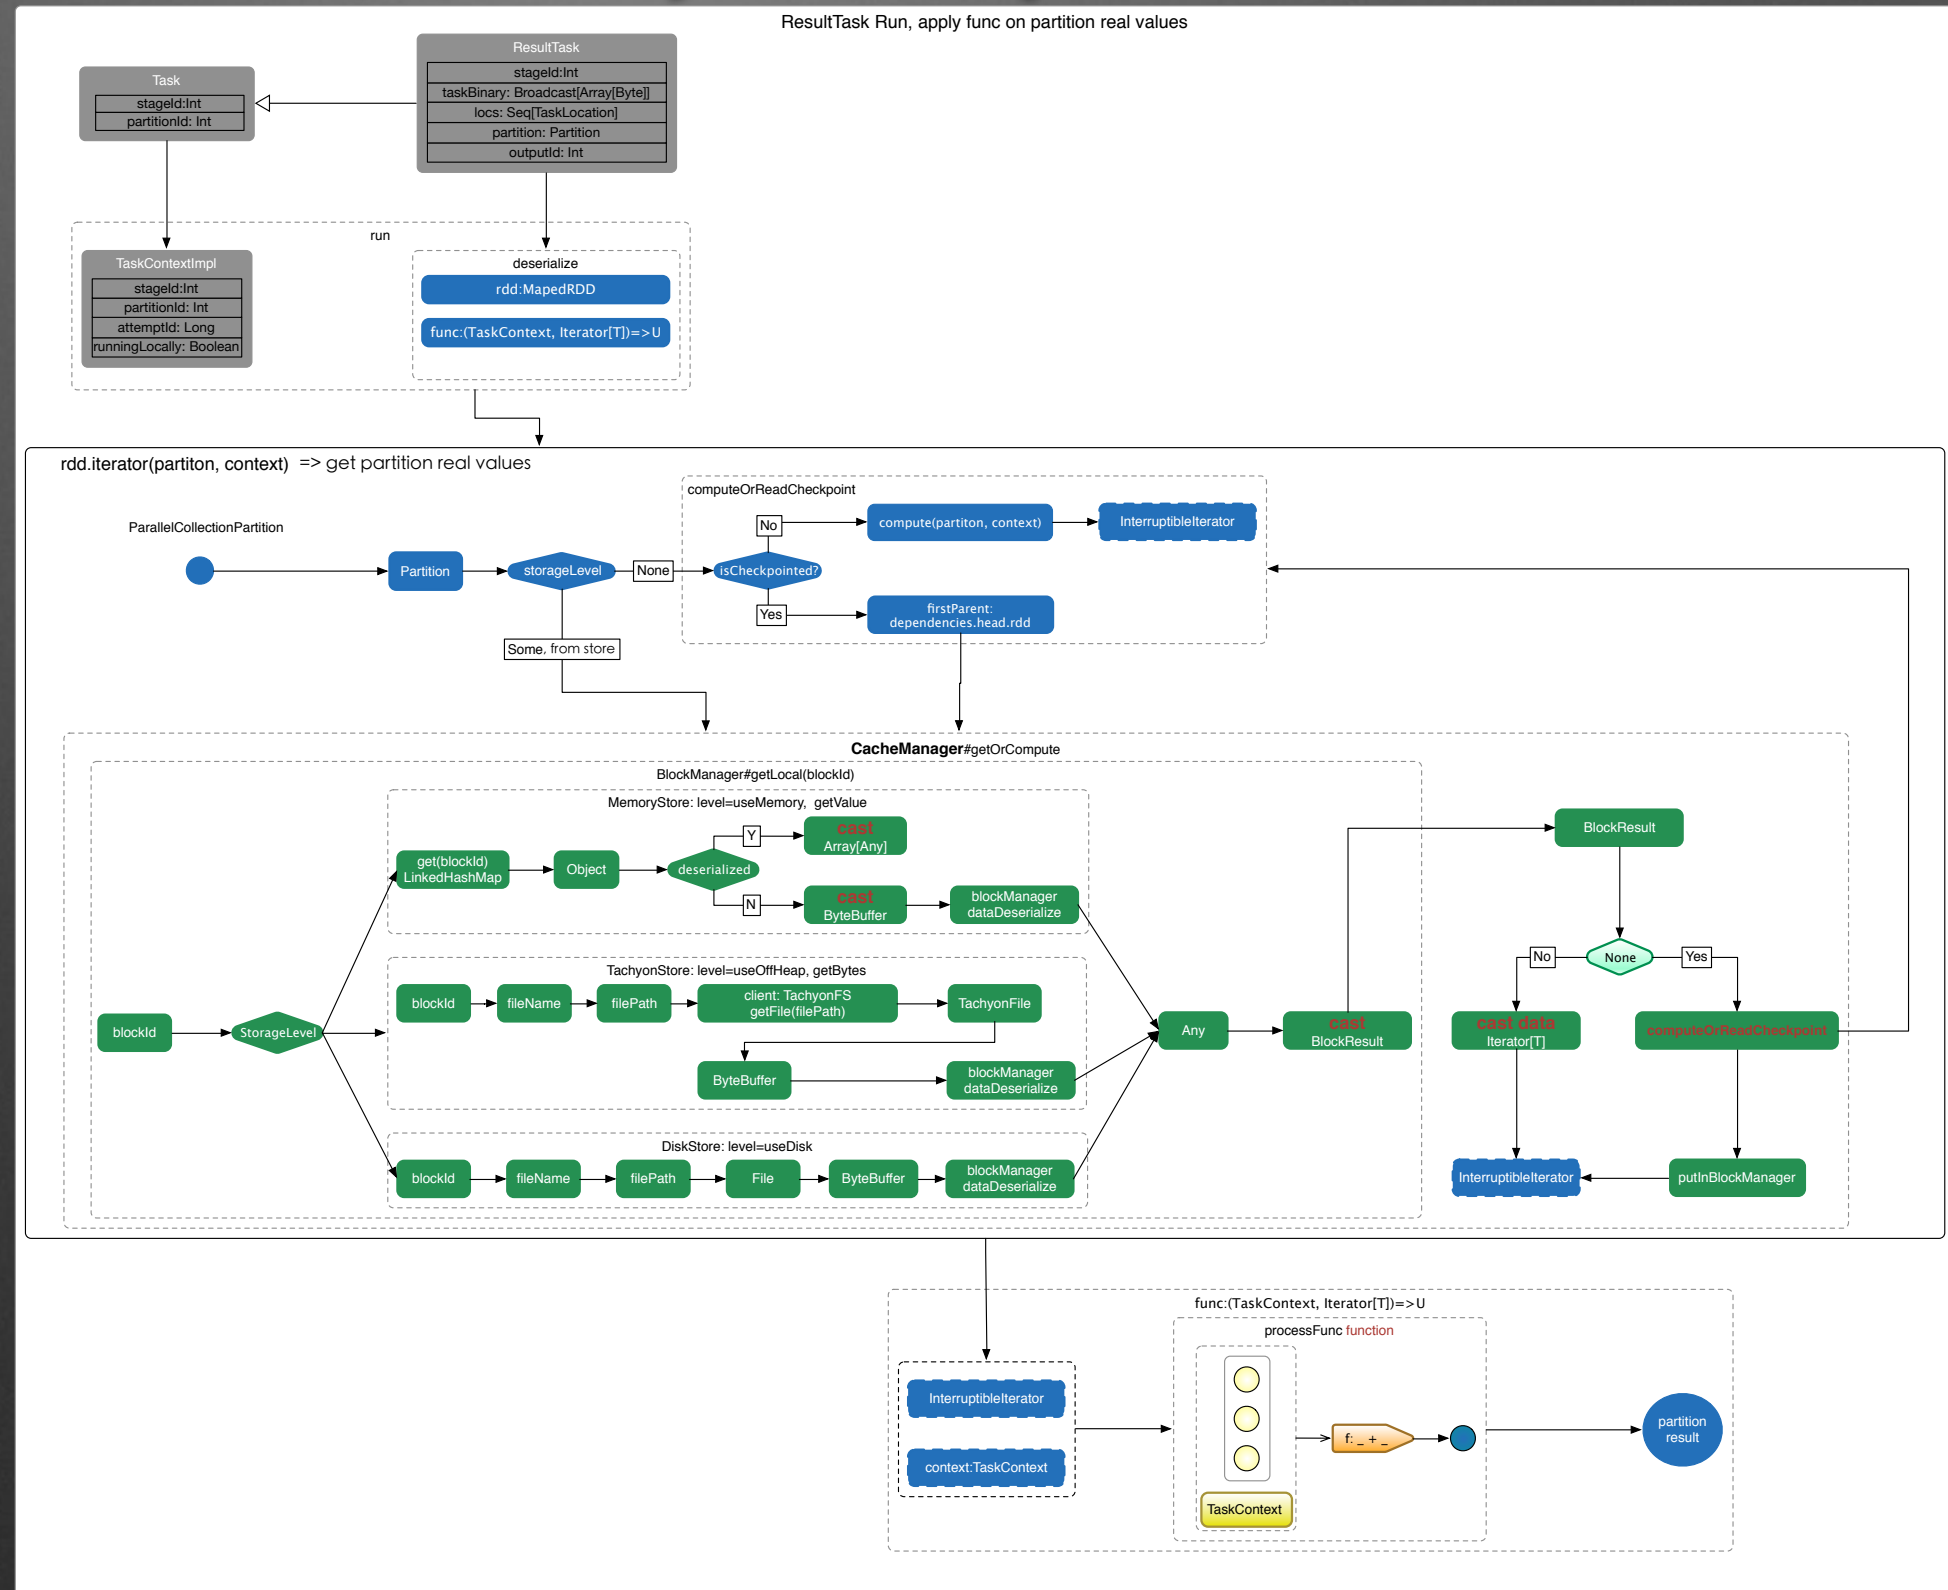 ResultTask Run, apply func on partition real values
Task
stageId:Int
partitionId: Int
ResultTask
stageId:Int
taskBinary: Broadcast[Array[Byte]]
locs: Seq[TaskLocation]
partition: Partition
outputId: Int
run
TaskContextImpl
stageId:Int
partitionId: Int
attemptId: Long
runningLocally: Boolean
deserialize
rdd:MapedRDD
func:(TaskContext, Iterator[T])=>U
rdd.iterator(partiton, context) => get partition real values
ParallelCollectionPartition
Partition
storageLevel
None
Some, from store
computeOrReadCheckpoint
No
isCheckpointed?
Yes
compute(partiton, context)
InterruptibleIterator
firstParent:
dependencies.head.rdd
CacheManager#getOrCompute
BlockManager#getLocal(blockId)
blockId
StorageLevel
MemoryStore: level=useMemory, getValue
get(blockId)
LinkedHashMap
Object
deserialized
Y
cast
Array[Any]
N
cast
ByteBuffer
blockManager
dataDeserialize
TachyonStore: level=useOffHeap, getBytes
blockId
fileName
filePath
client: TachyonFS
getFile(filePath)
TachyonFile
ByteBuffer
blockManager
dataDeserialize
DiskStore: level=useDisk
blockId
fileName
filePath
File
ByteBuffer
blockManager
dataDeserialize
Any
cast
BlockResult
BlockResult
No
None
Yes
cast data
Iterator[T]
computeOrReadCheckpoint
InterruptibleIterator
putInBlockManager
func:(TaskContext, Iterator[T])=>U
processFunc function
InterruptibleIterator
context:TaskContext
TaskContext
f: _ + _
partition
result